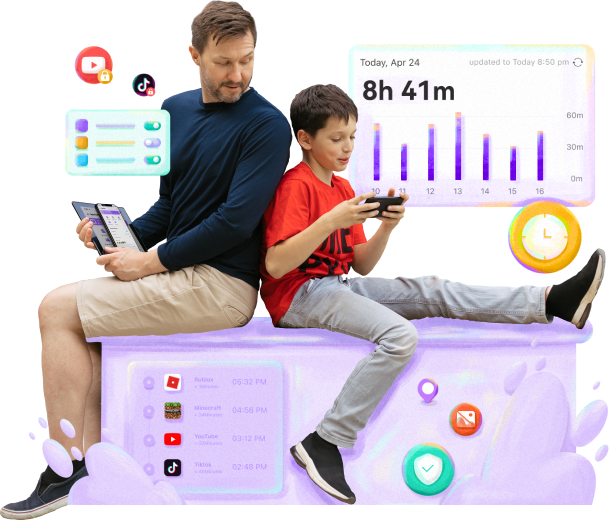 Today, Apr 24
updated to Today 8:50 pm
8h 41m
60m
30m
0m
10 11 12 13 14 15 16
Roblox
05:32 PM
Minecraft
04:56 PM
YouTube
03:12 PM
Tiktok
02:46 PM